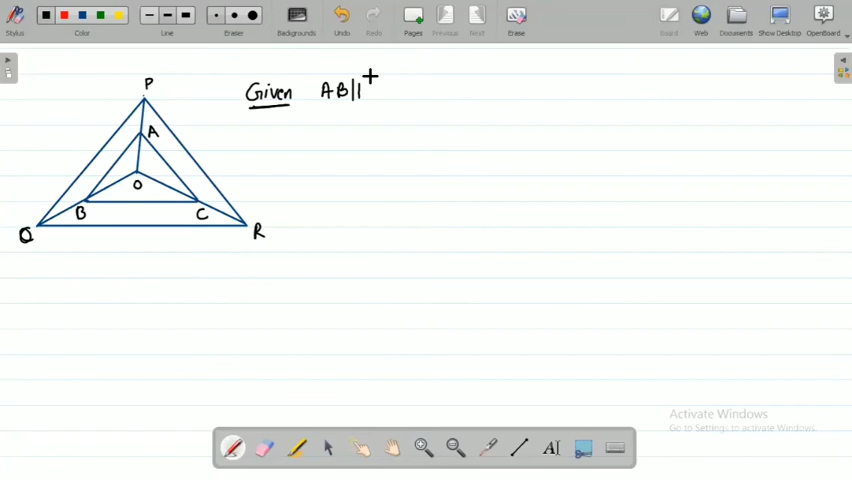 Stylus
Color
Line
Eraser
Backgrounds
Undo
Redo
Pages
Previous
Next
Erase
Board
Web
Documents
Show Desktop
OpenBoard
Given AB||
P
A
O
B
C
Q
R
Activate Windows
Go to Settings to activate Windows.